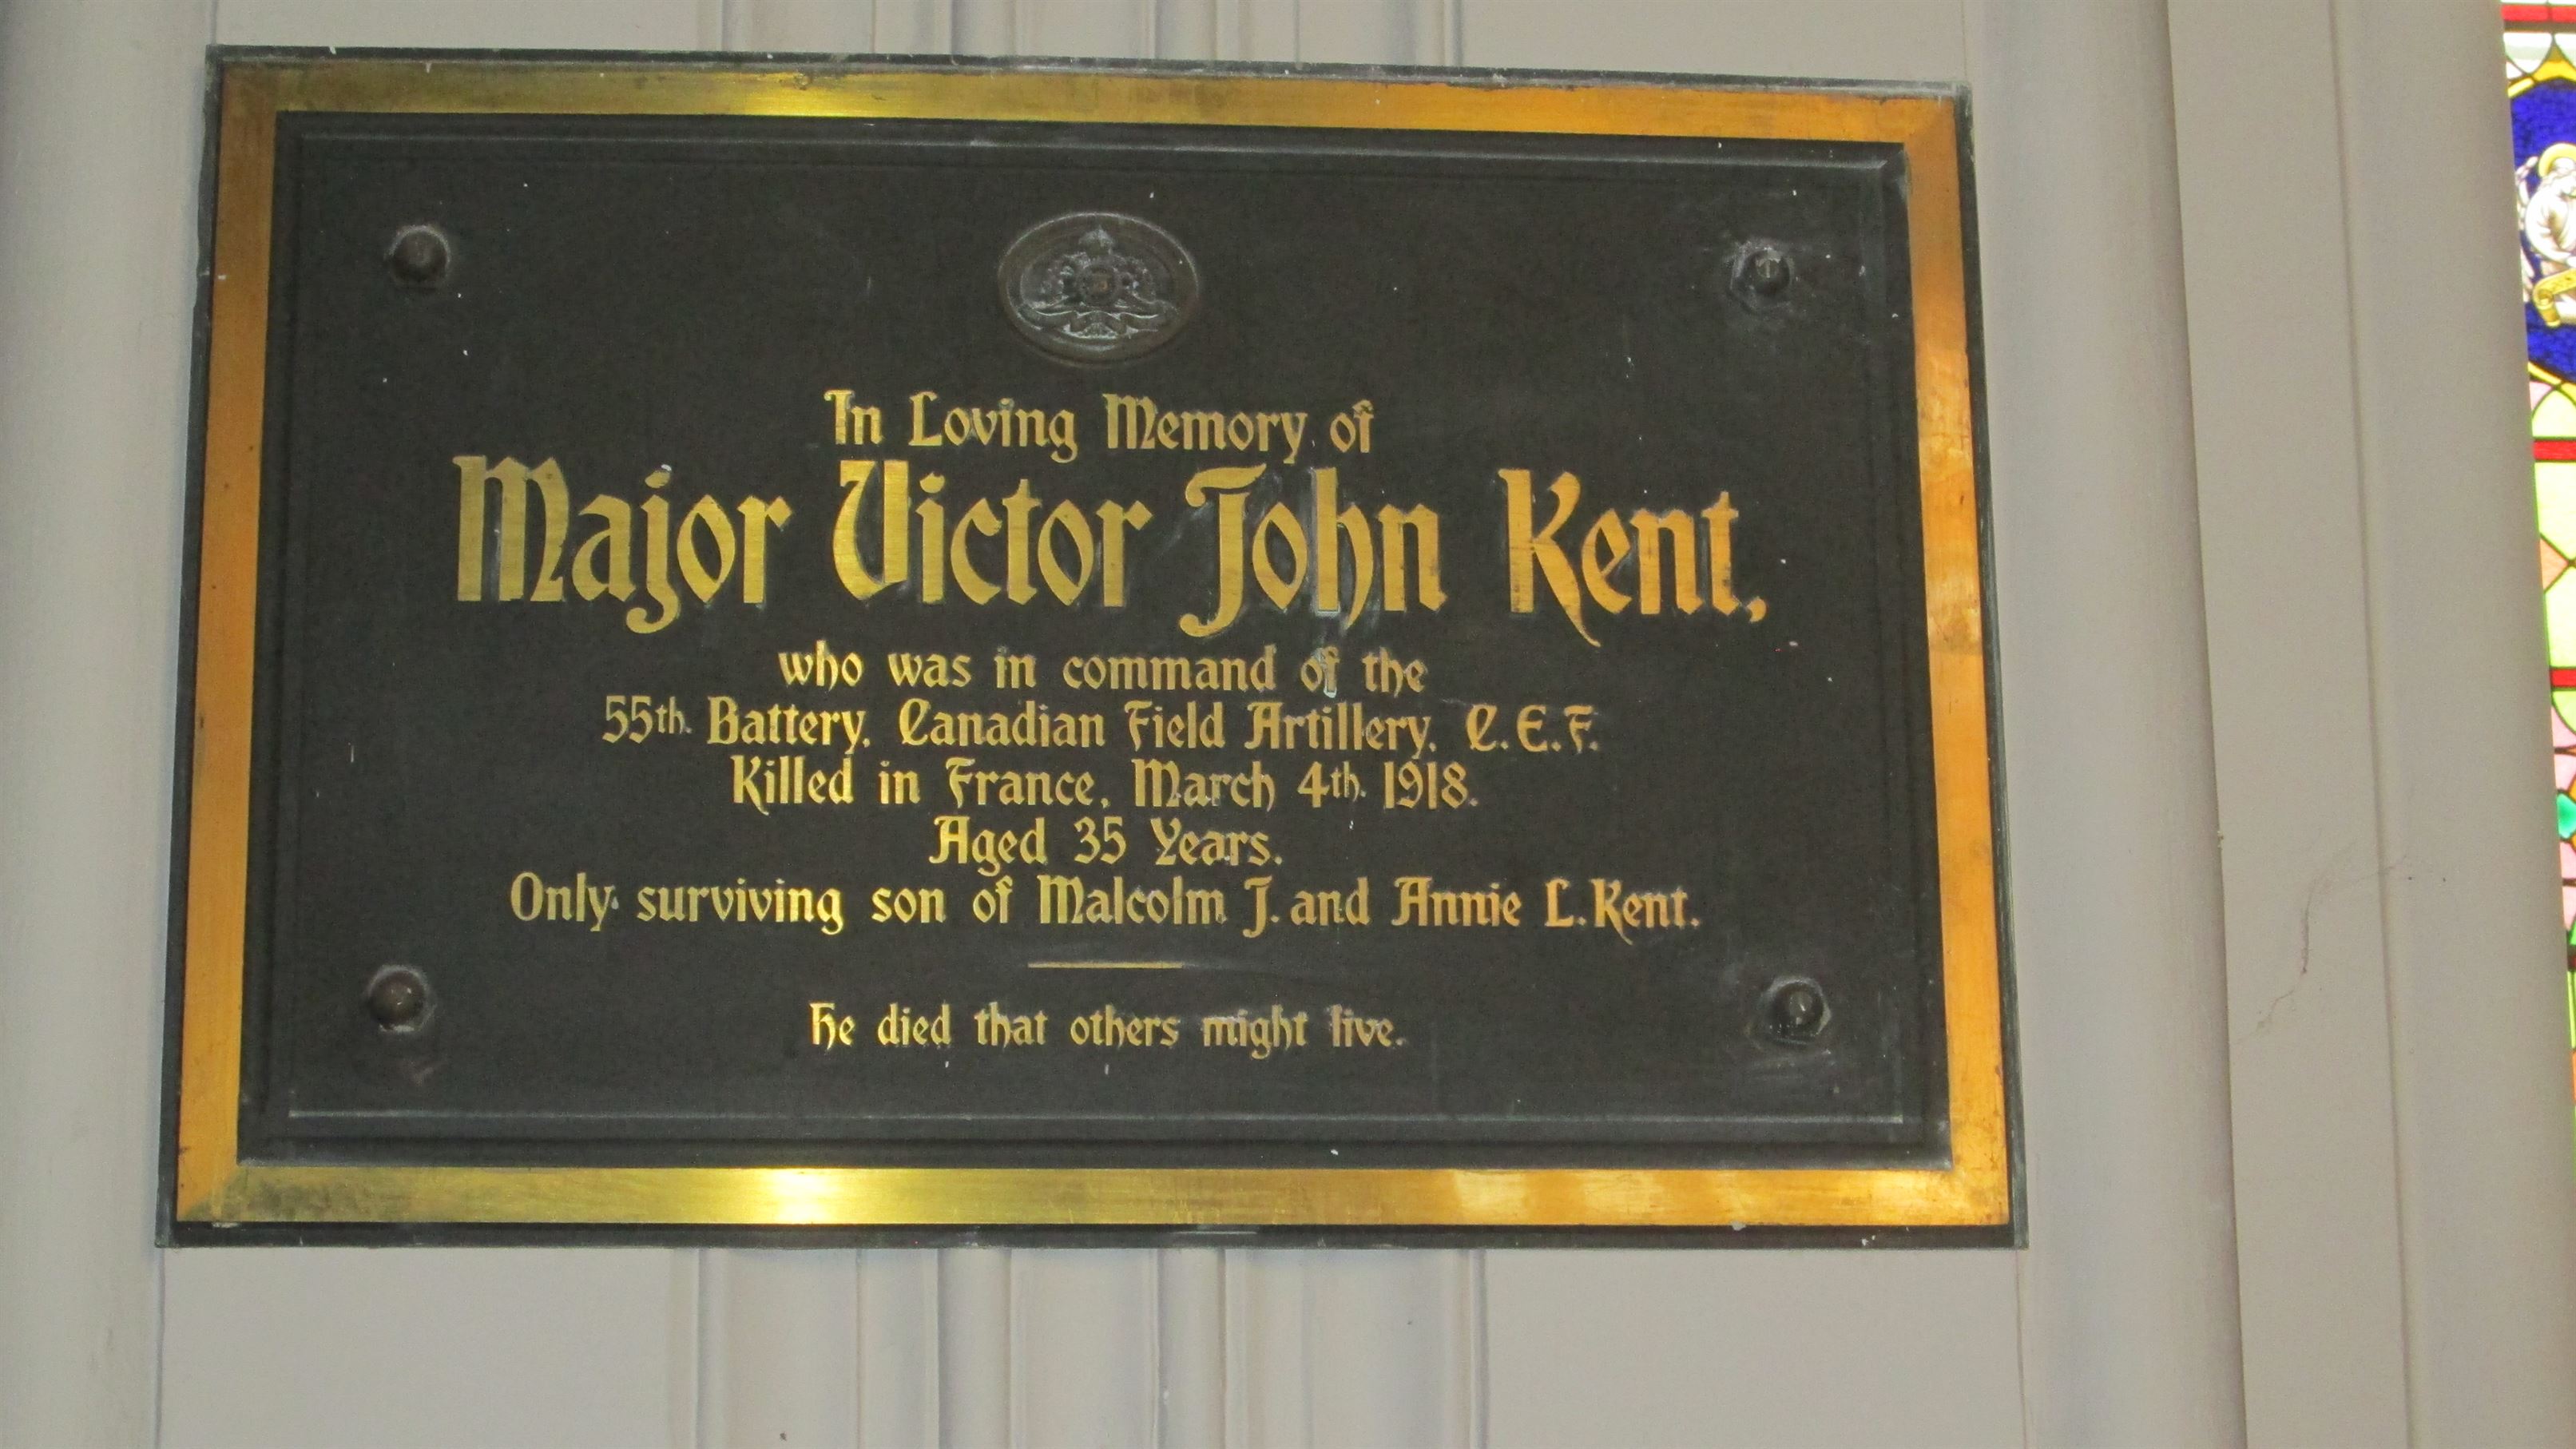 In Loving Memory of
Major Victor John Kent,
who was in command of the
55th. Battery, Canadian Field Artillery, C.E.F.
Killed in France, March 4th. 1918.
Aged 35 Years.
Only surviving son of Malcolm J. and Annie L. Kent.
He died that others might live.